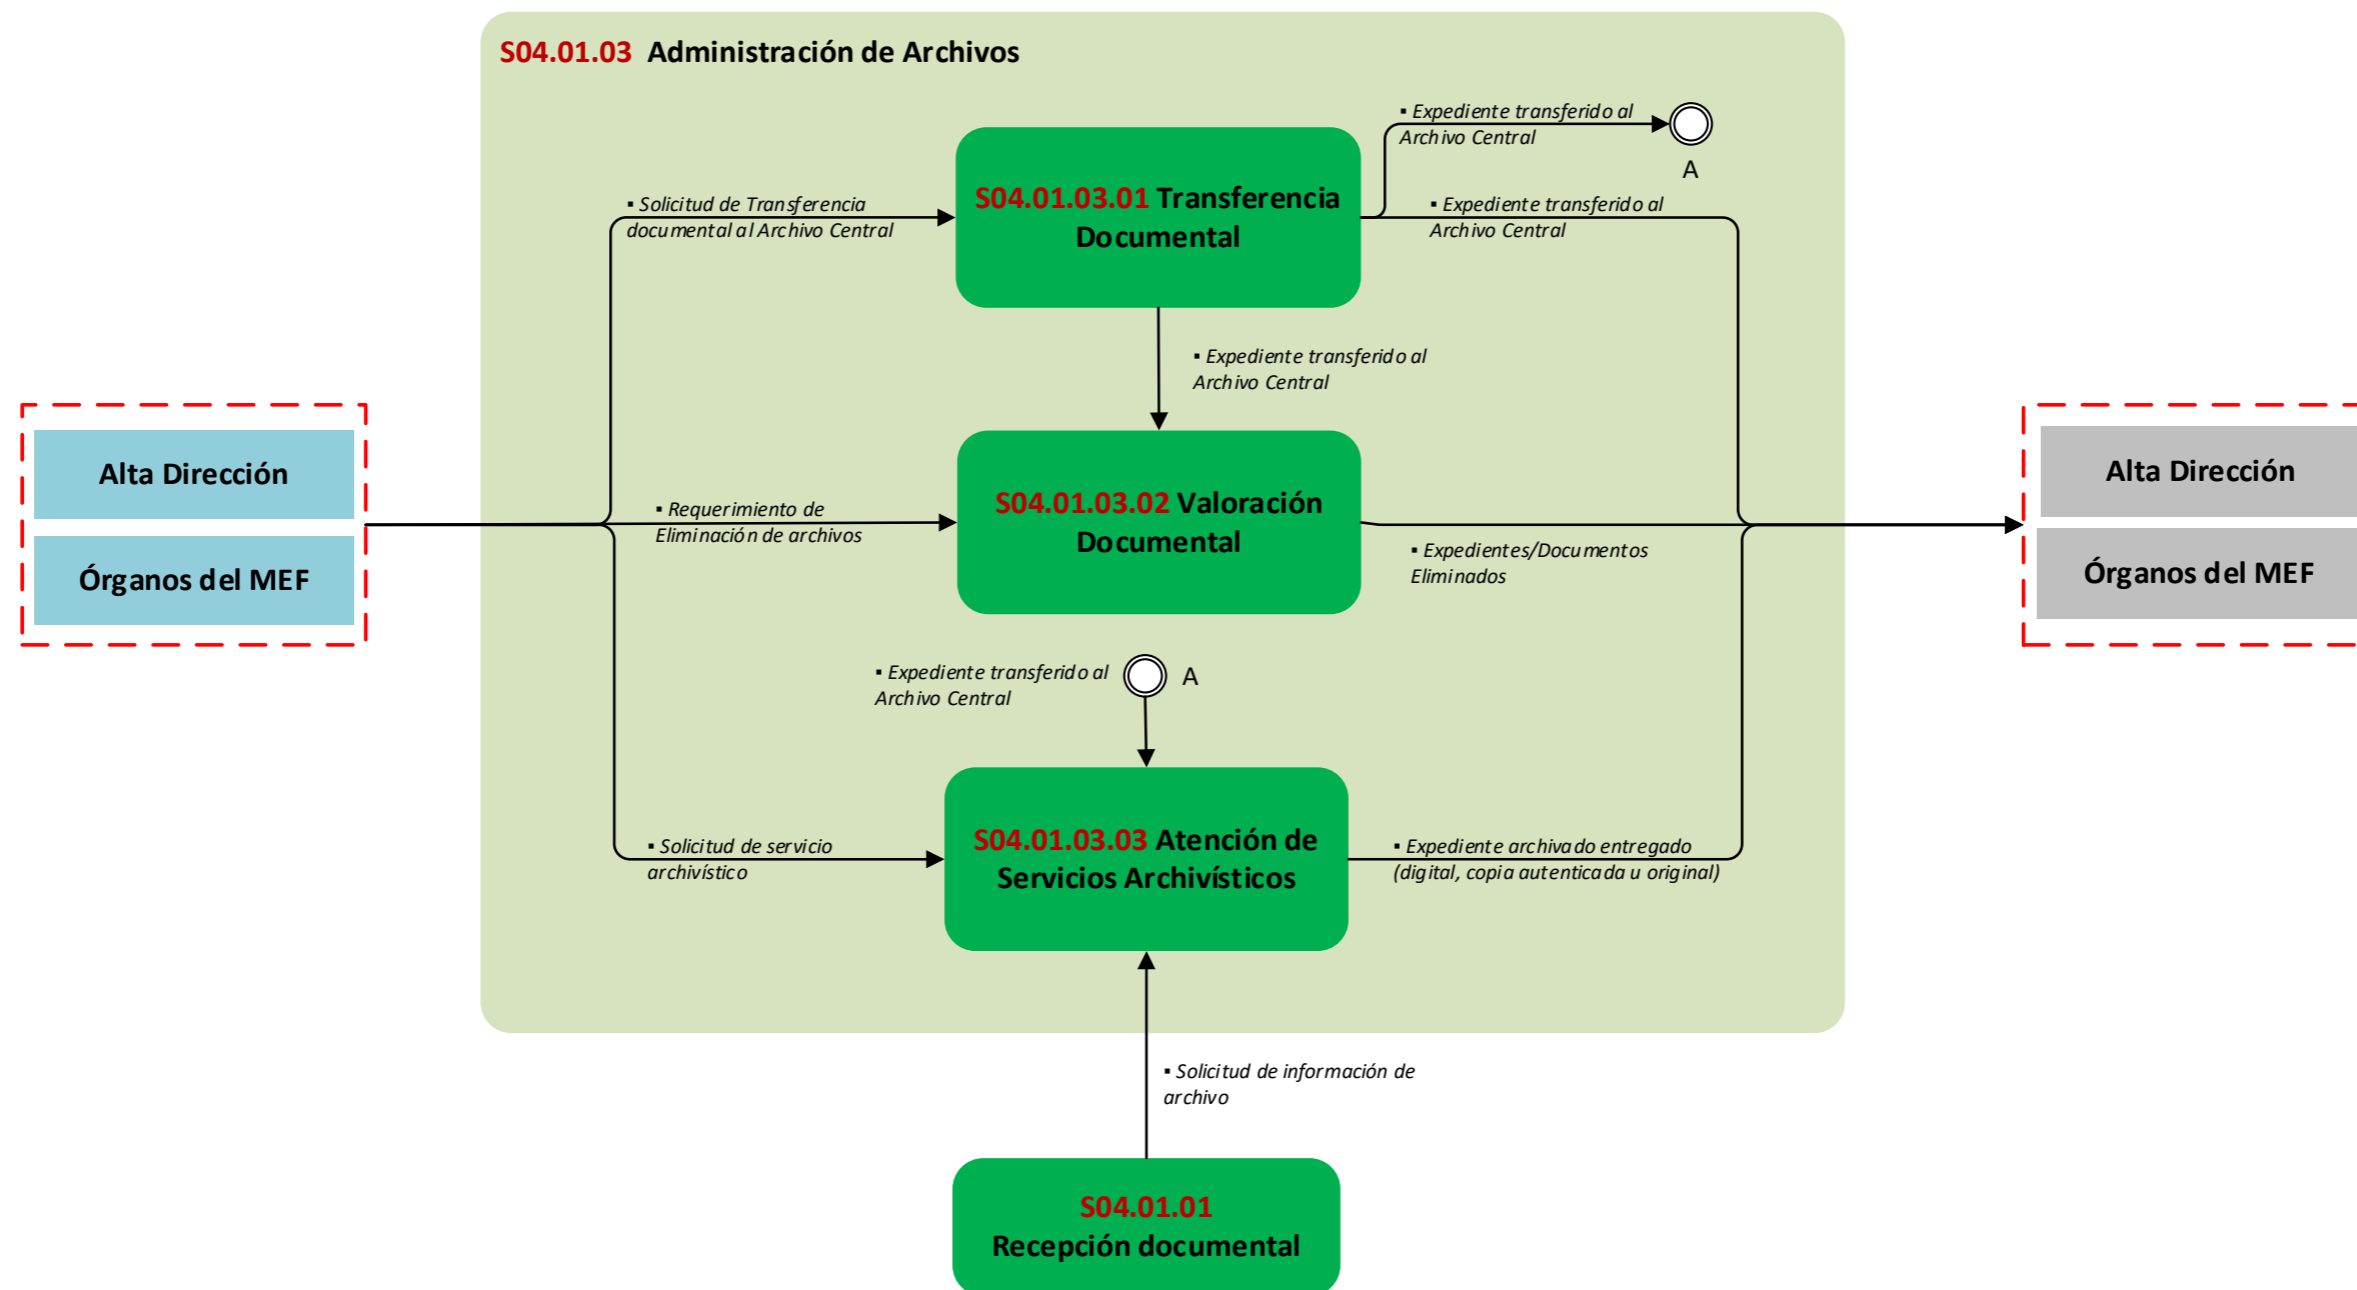 S04.01.03 Administración de Archivos
▪ Expediente transferido al
Archivo Central
A
S04.01.03.01 Transferencia
Documental
▪ Solicitud de Transferencia
documental al Archivo Central
▪ Expediente transferido al
Archivo Central
▪ Expediente transferido al
Archivo Central
Alta Dirección
Órganos del MEF
▪ Requerimiento de
Eliminación de archivos
S04.01.03.02 Valoración
Documental
▪ Expedientes/Documentos
Eliminados
Alta Dirección
Órganos del MEF
▪ Expediente transferido al
Archivo Central
A
▪ Solicitud de servicio
archivístico
S04.01.03.03 Atención de
Servicios Archivísticos
▪ Expediente archivado entregado
(digital, copia autenticada u original)
▪ Solicitud de información de
archivo
S04.01.01
Recepción documental